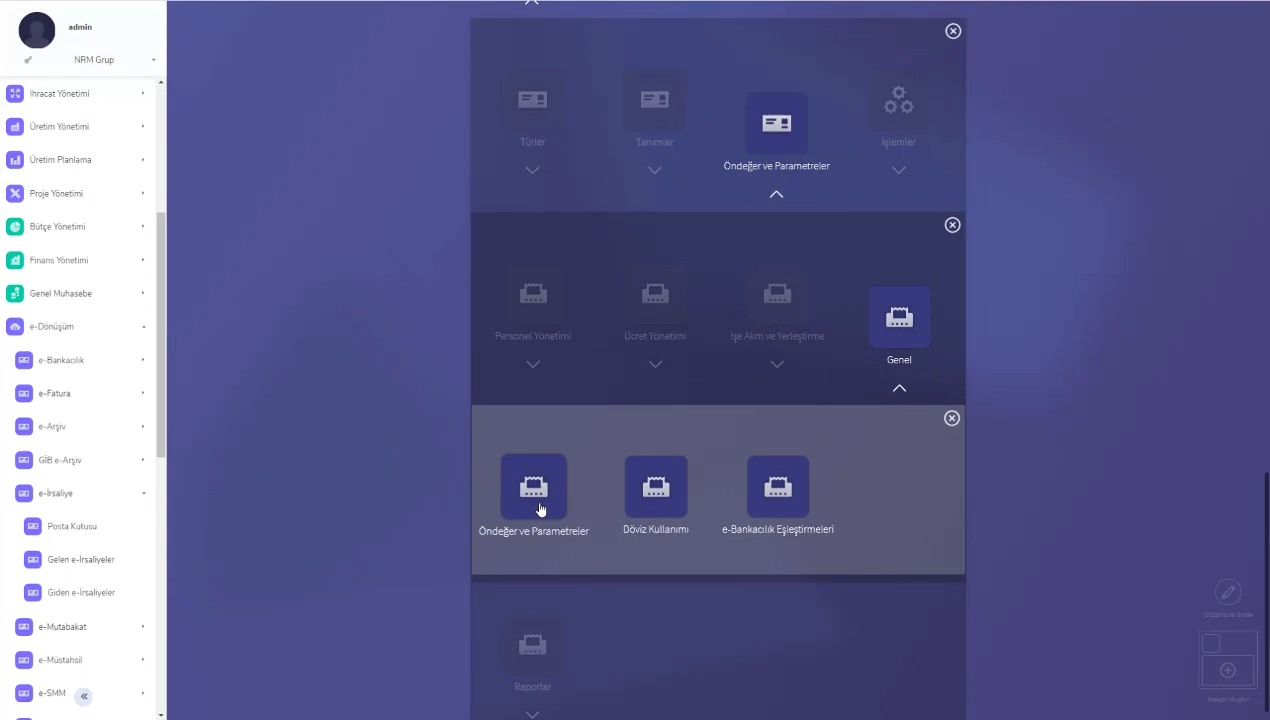 admin
NRM Grup
İhracat Yönetimi
Üretim Yönetimi
Üretim Planlama
Proje Yönetimi
Bütçe Yönetimi
Finans Yönetimi
Genel Muhasebe
e-Dönüşüm
e-Bankacılık
e-Fatura
e-Arşiv
GİB e-Arşiv
e-İrsaliye
Posta Kutusu
Gelen e-İrsaliyeler
Giden e-İrsaliyeler
e-Mutabakat
e-Müstahsil
e-SMM
Türler
Tanımlar
Öndeğer ve Parametreler
İşlemler
Personel Yönetimi
Ücret Yönetimi
İşe Alım ve Yerleştirme
Genel
Öndeğer ve Parametreler
Döviz Kullanımı
e-Bankacılık Eşleştirmeleri
Raporlar